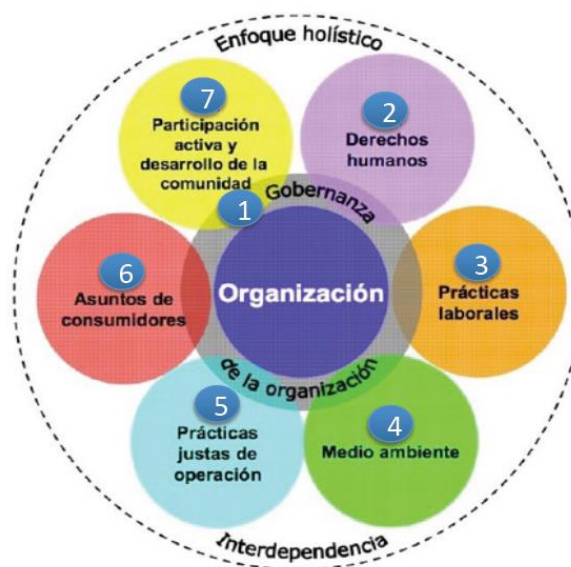 Enfoque holístico
7
Participación
activa y
desarrollo de la
comunidad
2
Derechos
humanos
1
Gobernanza
Organización
de la organización
6
Asuntos de
consumidores
3
Prácticas
laborales
5
Prácticas
justas de
operación
4
Medio ambiente
Interdependencia